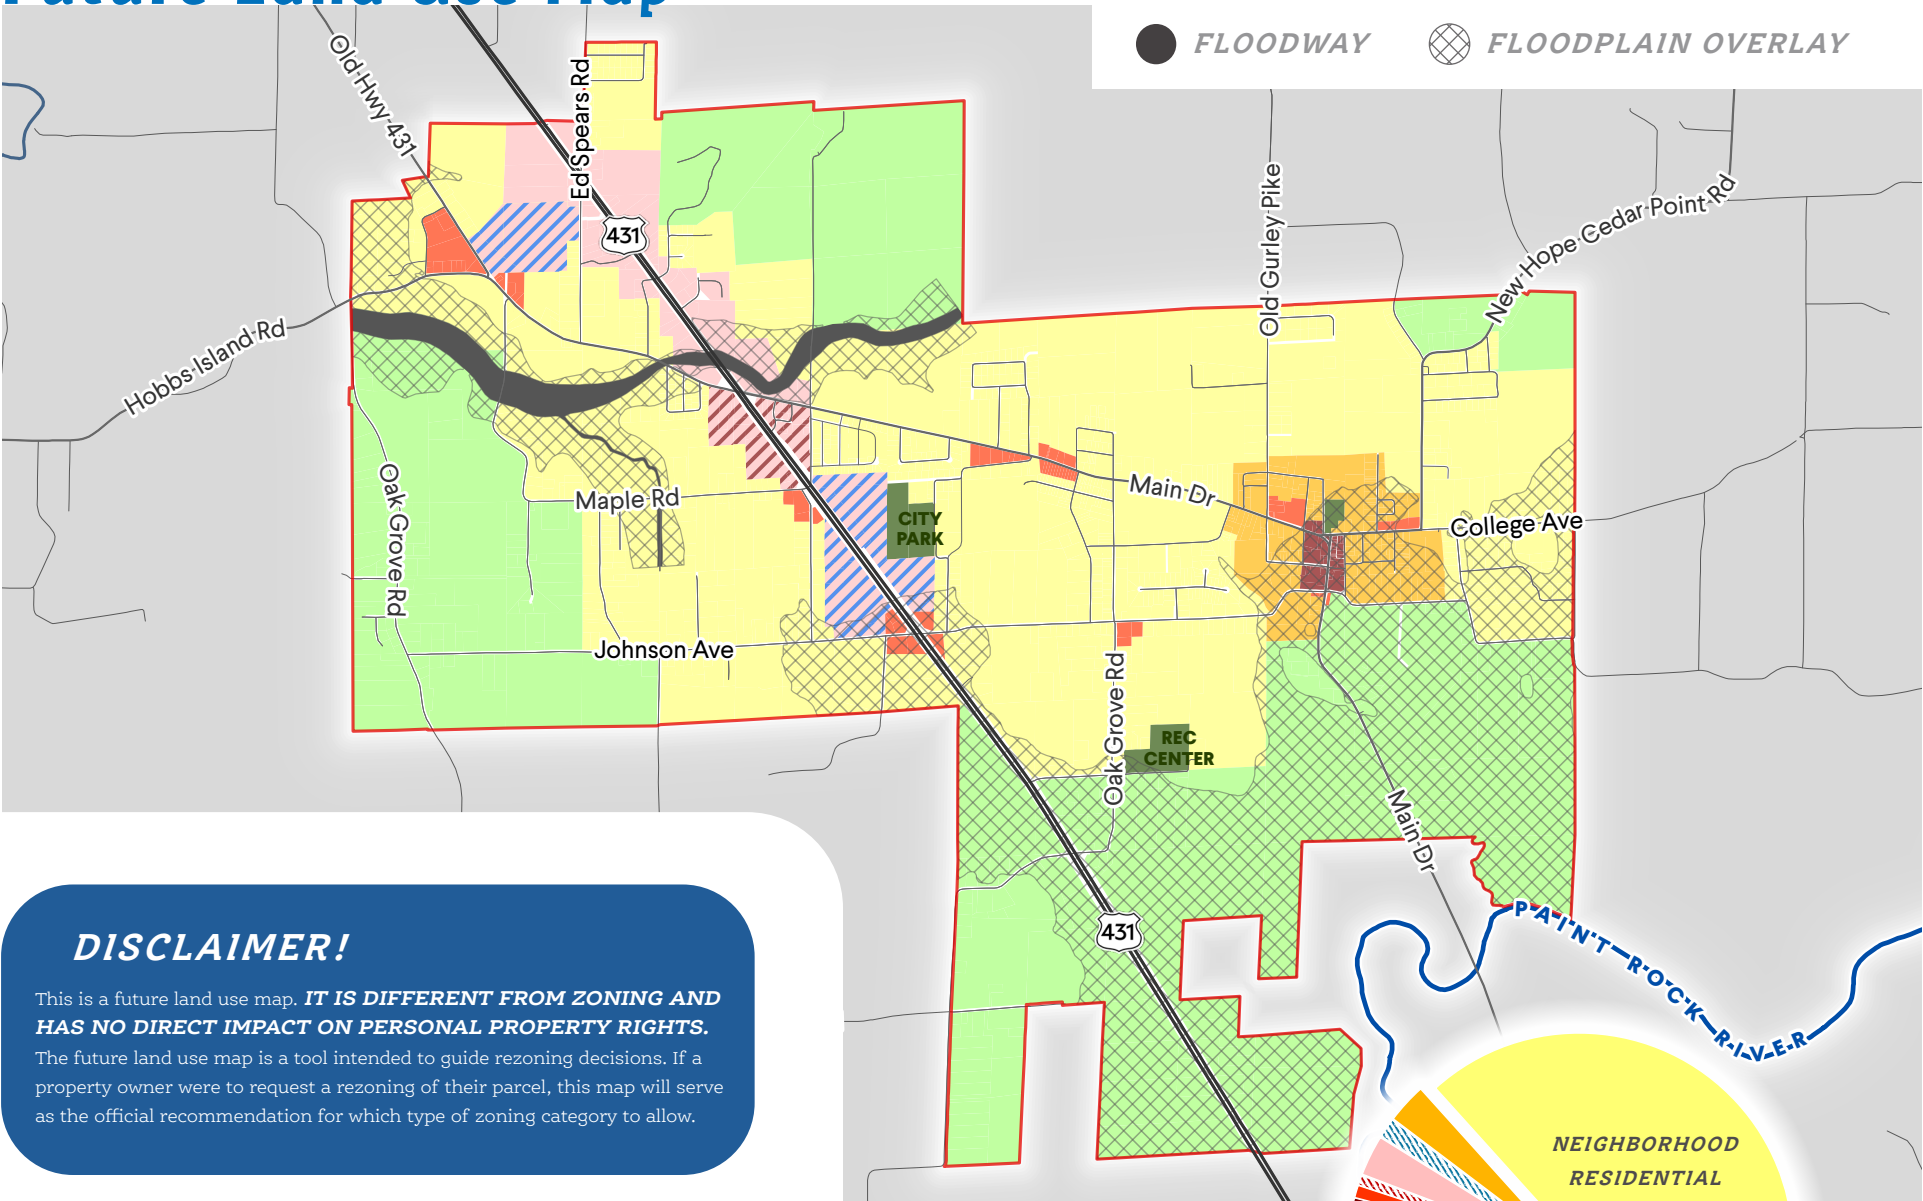 Future Land Use Map
FLOODWAY
FLOODPLAIN OVERLAY
Old Hwy 431
Ed Spears Rd
431
Old Gurley Pike
New Hope Cedar Point Rd
Hobbs Island Rd
Oak Grove Rd
Maple Rd
Main Dr
CITY
PARK
College Ave
Johnson Ave
Oak Grove Rd
REC
CENTER
Main Dr
431
PAINT ROCK RIVER
DISCLAIMER!
This is a future land use map. IT IS DIFFERENT FROM ZONING AND
HAS NO DIRECT IMPACT ON PERSONAL PROPERTY RIGHTS.
The future land use map is a tool intended to guide rezoning decisions. If a
property owner were to request a rezoning of their parcel, this map will serve
as the official recommendation for which type of zoning category to allow.
NEIGHBORHOOD
RESIDENTIAL